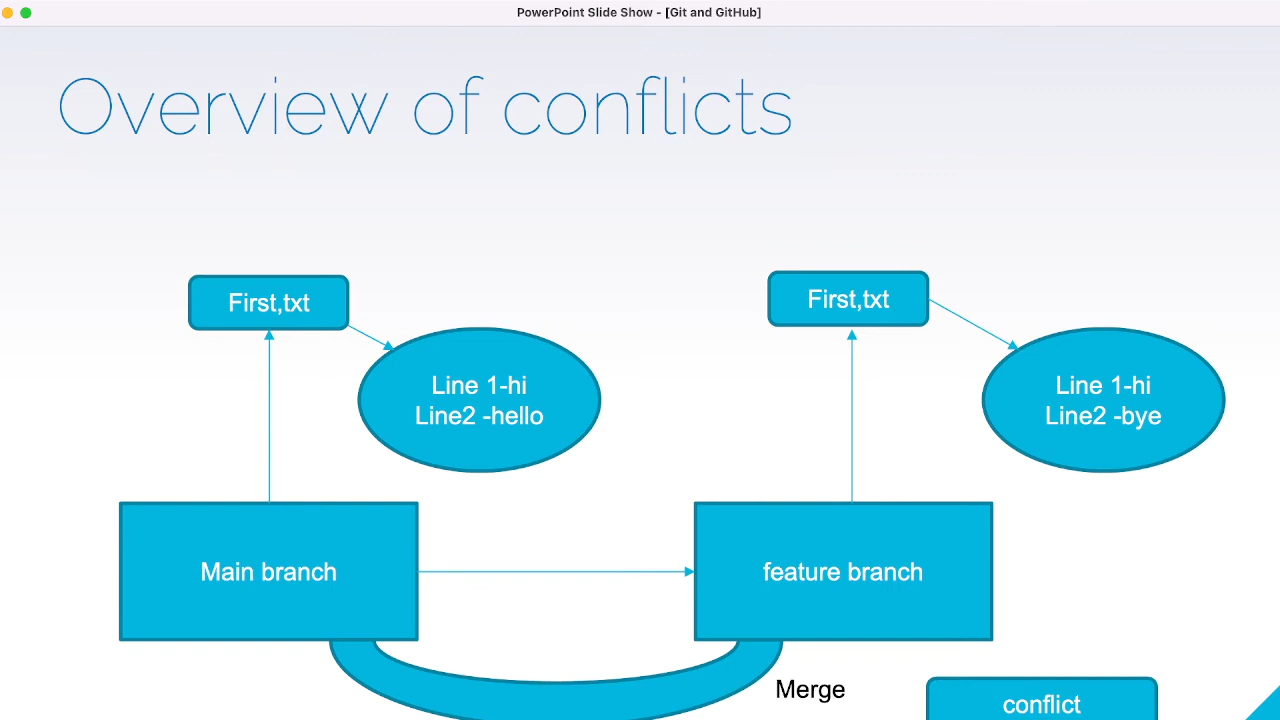 PowerPoint Slide Show - [Git and GitHub]
Overview of conflicts
First,txt
First,txt
Line 1-hi
Line2 -hello
Line 1-hi
Line2 -bye
Main branch
feature branch
Merge
conflict